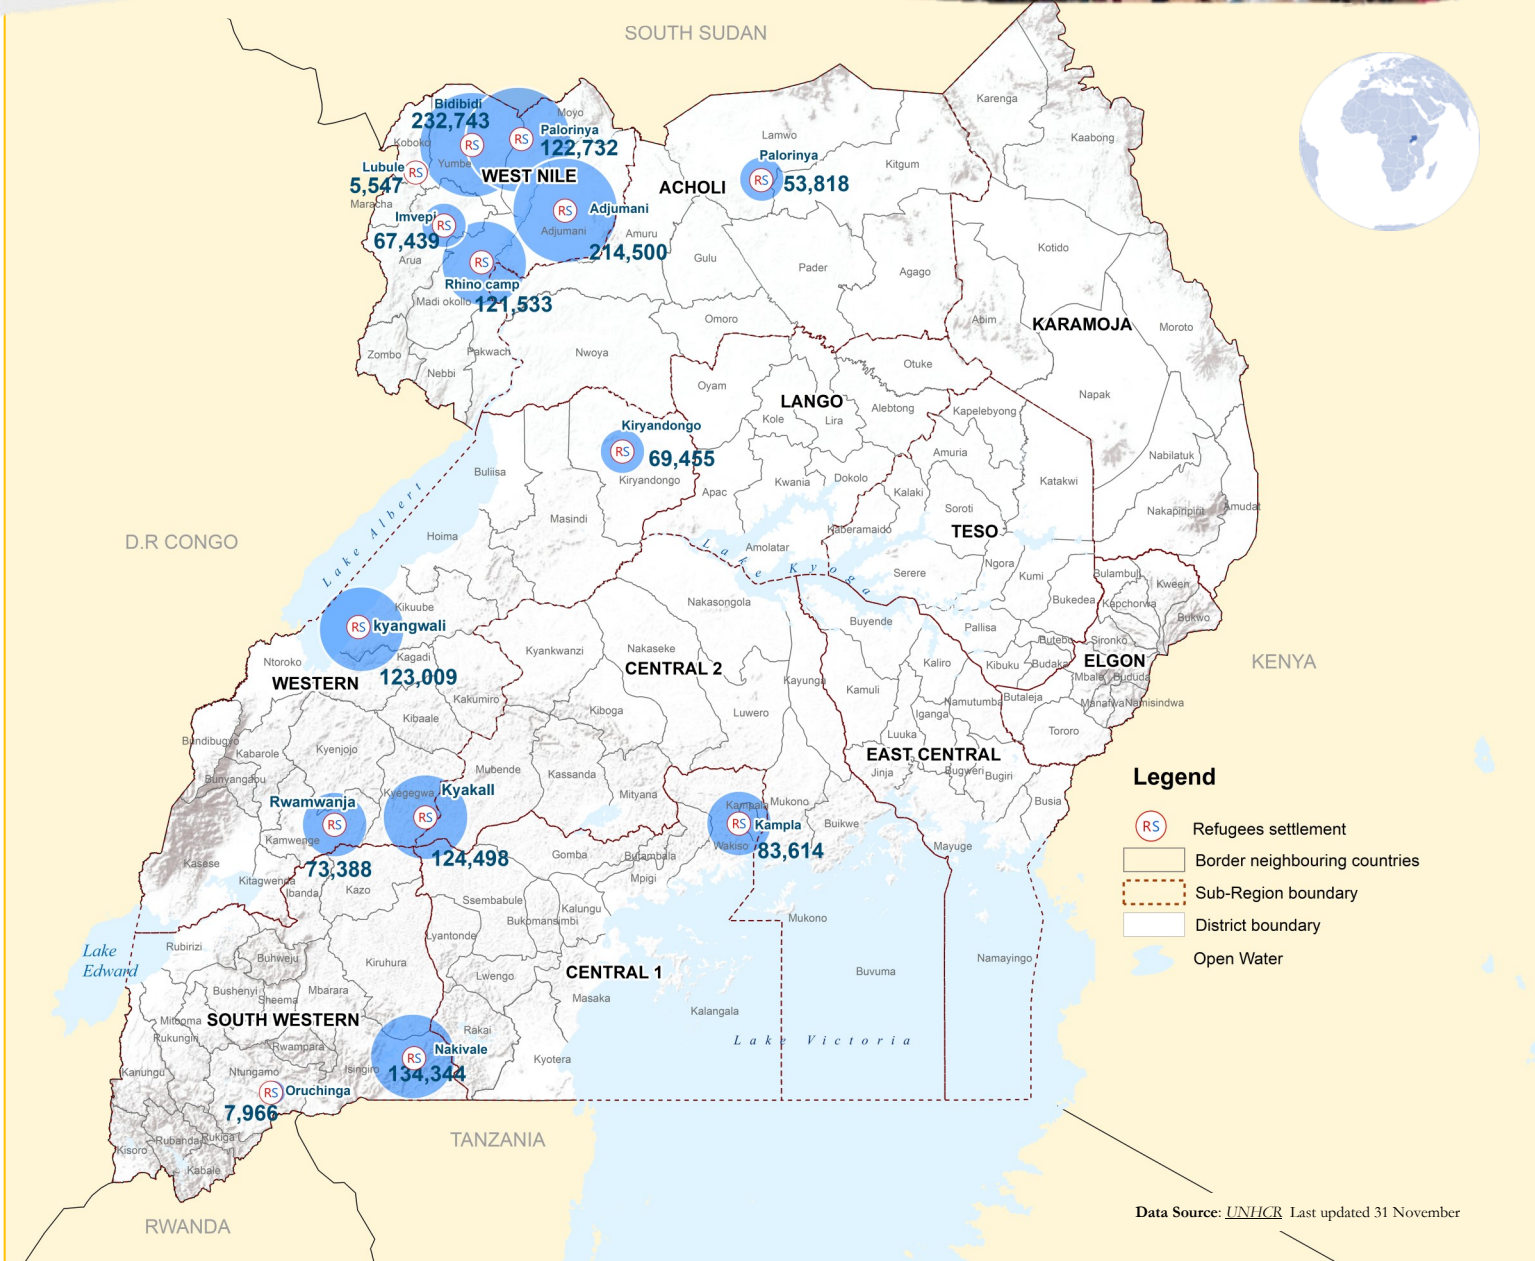 SOUTH SUDAN
Karenga
Kaabong
Bidibidi
232,743
Moyo
Palorinya
122,732
Koboko
Yumbe
Lamwo
Kitgum
Palorinya
53,818
Lubule
5,547
WEST NILE
ACHOLI
Maracha
Imvepi
67,439
Adjumani
Adjumani
214,500
Amuru
Arua
Gulu
Pader
Agago
Kotido
Rhino camp
121,533
Madi okollo
Omoro
Abim
KARAMOJA
Moroto
Zombo
Pakwach
Nebbi
Nwoya
Otuke
Oyam
LANGO
Napak
Kole
Lira
Alebtong
Kapelebyong
Kiryandongo
69,455
Kiryandongo
Amuria
Nabilatuk
Buliisa
Apac
Kwania
Dokolo
Kalaki
Katakwi
Soroti
Nakapiripirit
Amudat
Masindi
Kaberamaido
TESO
D.R CONGO
Lake Albert
Hoima
Lake Kyoga
Amolatar
Serere
Ngora
Kumi
Bulambuli
Kween
Kapchorwa
Bukedea
Bukwo
Nakasongola
Buyende
Pallisa
Butebo
Sironko
kyangwali
123,009
Kikuube
Kagadi
Kyankwanzi
Nakaseke
CENTRAL 2
Kaliro
Kibuku
Budaka
ELGON
KENYA
Ntoroko
WESTERN
Kakumiro
Kayunga
Kamuli
Mbale
Bududa
Namutumba
Butaleja
Manafwa
Namisindwa
Kibaale
Kiboga
Luwero
Iganga
Luuka
Tororo
Bundibugyo
Kabarole
Kyenjojo
EAST CENTRAL
Bunyangabu
Mubende
Kassanda
Jinja
Bugweri
Bugiri
Kyegegwa
Kyakall
124,498
Mityana
Kampala
Mukono
Busia
Rwamwanja
73,388
Kamwenge
Kampla
83,614
Wakiso
Buikwe
Mayuge
Kasese
Gomba
Butambala
Mpigi
Kitagwenda
Ibanda
Kazo
Ssembabule
Kalungu
Bukomansimbi
Mukono
Lake
Edward
Rubirizi
Lyantonde
Buhweju
Kiruhura
Lwengo
CENTRAL 1
Buvuma
Namayingo
Bushenyi
Sheema
Mbarara
Masaka
Kalangala
Mitooma
SOUTH WESTERN
Rukungiri
Rakai
Lake Victoria
Rwampara
Nakivale
134,344
Kyotera
Kanungu
Ntungamo
Isingiro
Oruchinga
7,966
Rukiga
Rubanda
Kisoro
Kabale
TANZANIA
RWANDA
Legend
RS Refugees settlement
Border neighbouring countries
Sub-Region boundary
District boundary
Open Water
Data Source: UNHCR Last updated 31 November